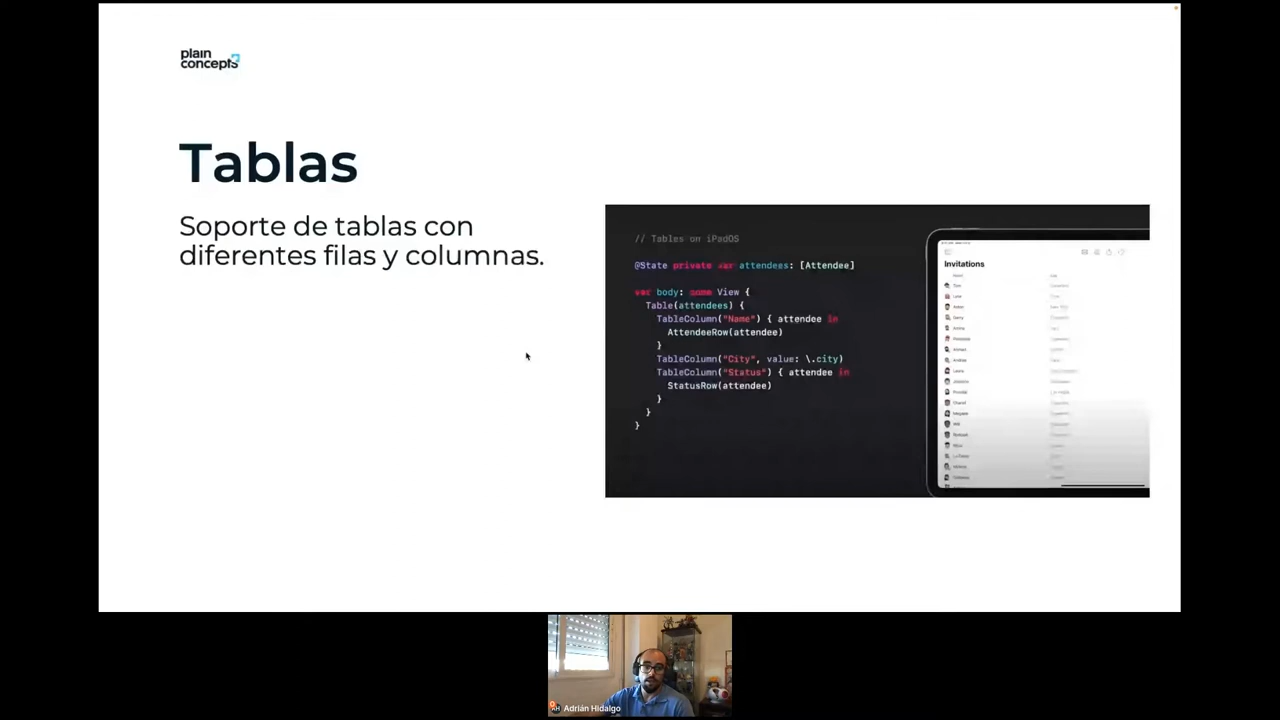 plain
concepts
Tablas
Soporte de tablas con
diferentes filas y columnas.
// Tables on iPadOS
@State private var attendees: [Attendee]
var body: some View {
Table(attendees) {
TableColumn("Name") { attendee in
AttendeeRow(attendee)
}
TableColumn("City", value: \.city)
TableColumn("Status") { attendee in
StatusRow(attendee)
}
}
}
Invitations
Adrián Hidalgo